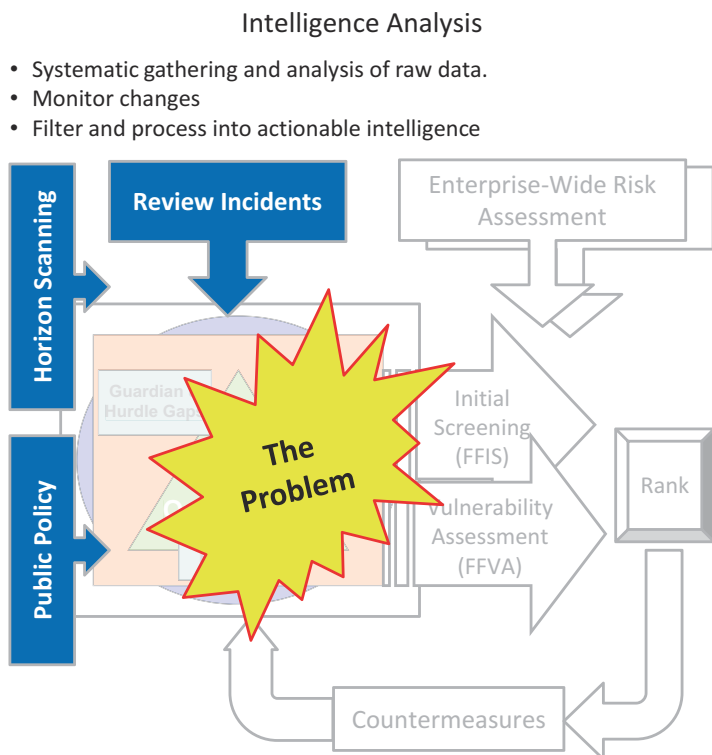 Intelligence Analysis
• Systematic gathering and analysis of raw data.
• Monitor changes
• Filter and process into actionable intelligence
Horizon Scanning
Review Incidents
Enterprise-Wide Risk
Assessment
Guardian
Hurdle Gaps
The
Problem
Initial
Screening
(FFIS)
Rank
Public Policy
Vulnerability
Assessment
(FFVA)
Countermeasures